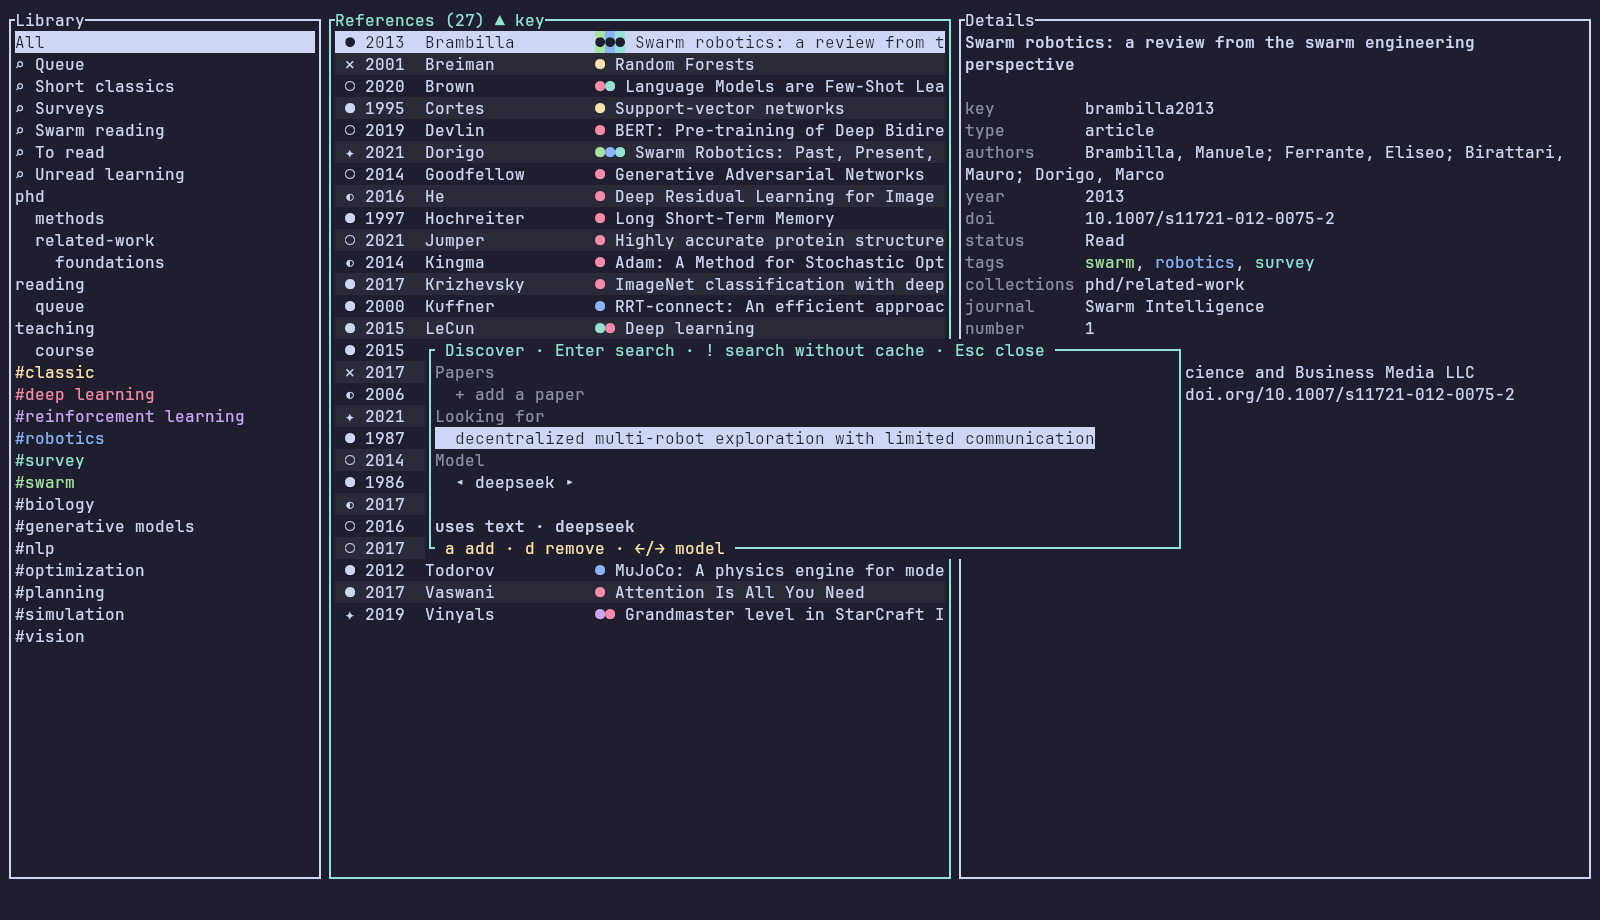 Library
All
⌕ Queue
⌕ Short classics
⌕ Surveys
⌕ Swarm reading
⌕ To read
⌕ Unread learning
phd
methods
related-work
foundations
reading
queue
teaching
course
#classic
#deep learning
#reinforcement learning
#robotics
#survey
#swarm
#biology
#generative models
#nlp
#optimization
#planning
#simulation
#vision
References (27) ▲ key
● 2013 Brambilla ●●● Swarm robotics: a review from t
× 2001 Breiman ● Random Forests
○ 2020 Brown ●● Language Models are Few-Shot Lea
● 1995 Cortes ● Support-vector networks
○ 2019 Devlin ● BERT: Pre-training of Deep Bidire
✦ 2021 Dorigo ●●● Swarm Robotics: Past, Present,
○ 2014 Goodfellow ● Generative Adversarial Networks
◐ 2016 He ● Deep Residual Learning for Image
● 1997 Hochreiter ● Long Short-Term Memory
○ 2021 Jumper ● Highly accurate protein structure
◐ 2014 Kingma ● Adam: A Method for Stochastic Opt
● 2017 Krizhevsky ● ImageNet classification with deep
● 2000 Kuffner ● RRT-connect: An efficient approac
● 2015 LeCun ●● Deep learning
● 2015
× 2017
◐ 2006
✦ 2021
● 1987
○ 2014
● 1986
◐ 2017
○ 2016
○ 2017
● 2012 Todorov ● MuJoCo: A physics engine for mode
● 2017 Vaswani ● Attention Is All You Need
✦ 2019 Vinyals ●● Grandmaster level in StarCraft I
Discover · Enter search · ! search without cache · Esc close
Papers
+ add a paper
Looking for
decentralized multi-robot exploration with limited communication
Model
◂ deepseek ▸
uses text · deepseek
a add · d remove · ←/→ model
Details
Swarm robotics: a review from the swarm engineering
perspective
key brambilla2013
type article
authors Brambilla, Manuele; Ferrante, Eliseo; Birattari,
Mauro; Dorigo, Marco
year 2013
doi 10.1007/s11721-012-0075-2
status Read
tags swarm, robotics, survey
collections phd/related-work
journal Swarm Intelligence
number 1
cience and Business Media LLC
doi.org/10.1007/s11721-012-0075-2